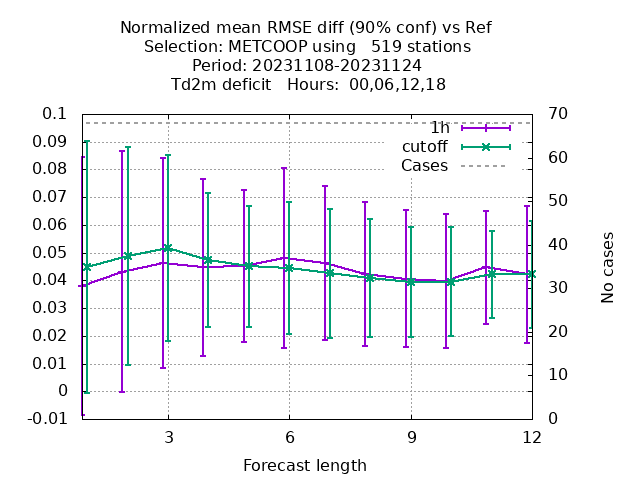 Normalized mean RMSE diff (90% conf) vs Ref
Selection: METCOOP using   519 stations
Period: 20231108-20231124
Td2m deficit   Hours:  00,06,12,18
0.1
0.09
0.08
0.07
0.06
0.05
0.04
0.03
0.02
0.01
0
-0.01
1h
cutoff
Cases
70
60
50
40
30
20
10
0
No cases
3
6
9
12
Forecast length